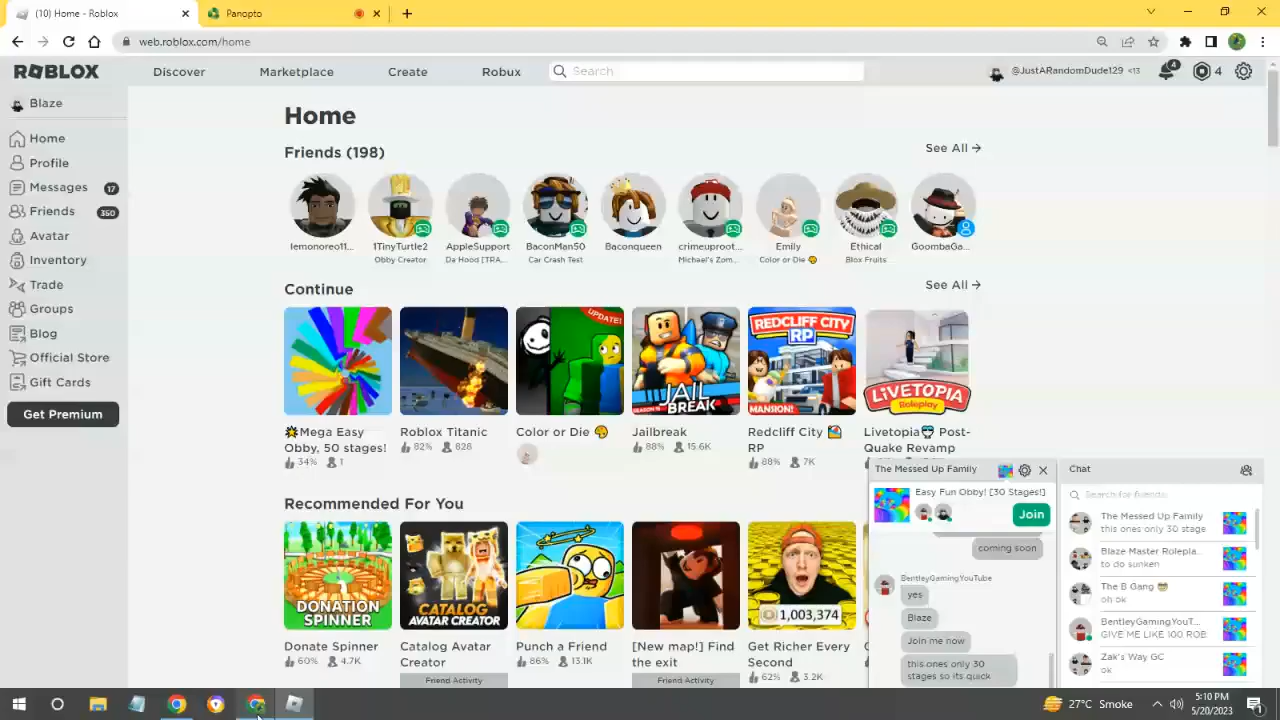 (10) Home - Roblox
Panopto
web.roblox.com/home
ROBLOX
Discover
Marketplace
Create
Robux
Search
@JustARandomDude129 <13
4
4
Blaze
Home
Profile
Messages 17
Friends 350
Avatar
Inventory
Trade
Groups
Blog
Official Store
Gift Cards
Get Premium
Home
Friends (198)
See All →
lemonoreo11...
1TinyTurtle2
Obby Creator
AppleSupport
Da Hood [TRA...
BaconMan50
Car Crash Test
Baconqueen
crimeuproot...
Michael's Zom...
Emily
Color or Die
Ethical
Blox Fruits
GoombaGa...
Continue
See All →
UPDATE!
JAIL
BREAK
REDCLIFF CITY
RP
MANSION!
LIVETOPIA
Roleplay
Mega Easy
Obby, 50 stages!
34% 1
Roblox Titanic
82% 828
Color or Die
Jailbreak
88% 15.6K
Redcliff City
RP
88% 7K
Livetopia Post-
Quake Revamp
Recommended For You
DONATION
SPINNER
CATALOG
AVATAR CREATOR
1,003,374
Donate Spinner
60% 4.7K
Catalog Avatar
Creator
Friend Activity
Punch a Friend
86% 13.1K
[New map!] Find
the exit
Friend Activity
Get Richer Every
Second
62% 3.2K
The Messed Up Family
Easy Fun Obby! [30 Stages!]
Join
coming soon
BentleyGamingYouTube
yes
Blaze
Join me now
this ones only 30
stages so its quick
Chat
Search for friends
The Messed Up Family
this ones only 30 stage
Blaze Master Rolepla...
to do sunken
The B Gang
oh ok
BentleyGamingYouT...
GIVE ME LIKE 100 ROB
Zak's Way GC
ok
27°C Smoke
5:10 PM
5/20/2023
1